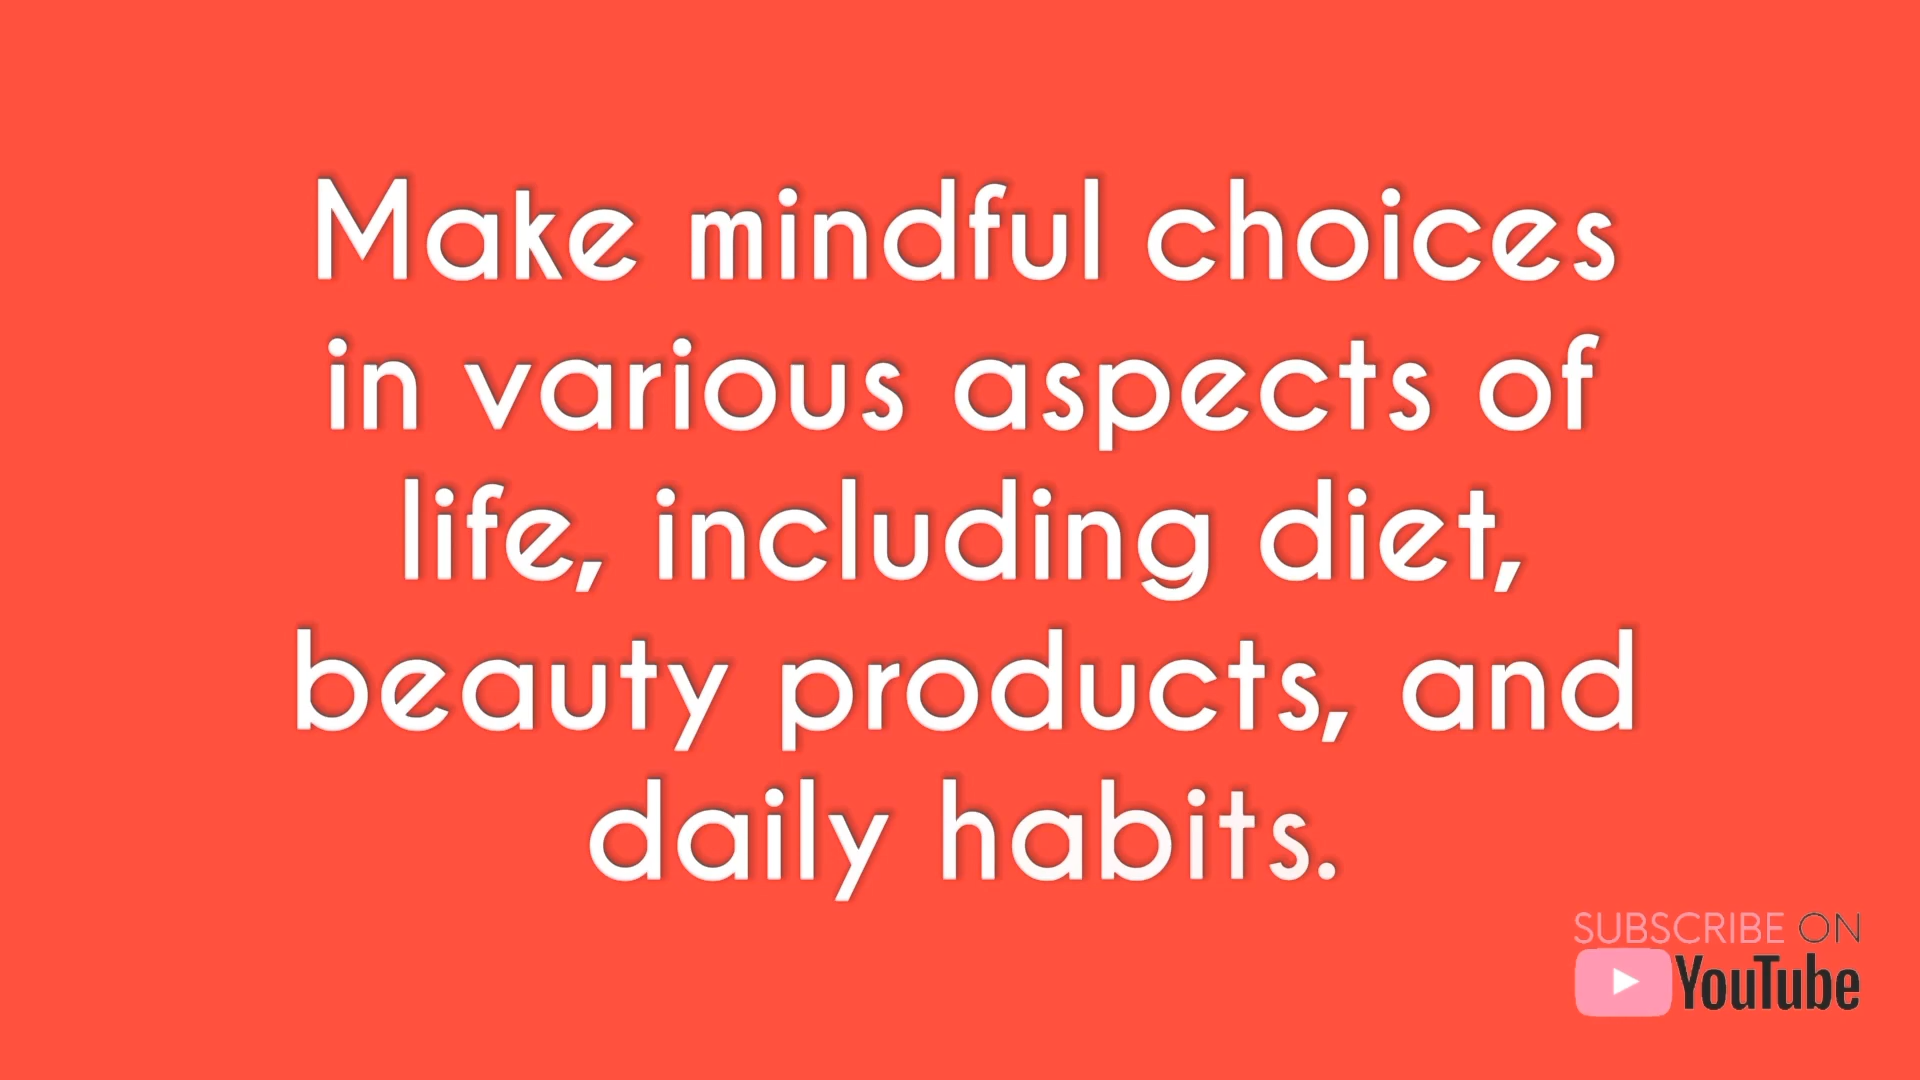 Make mindful choices
in various aspects of
life, including diet,
beauty products, and
daily habits.
SUBSCRIBE ON
YouTube